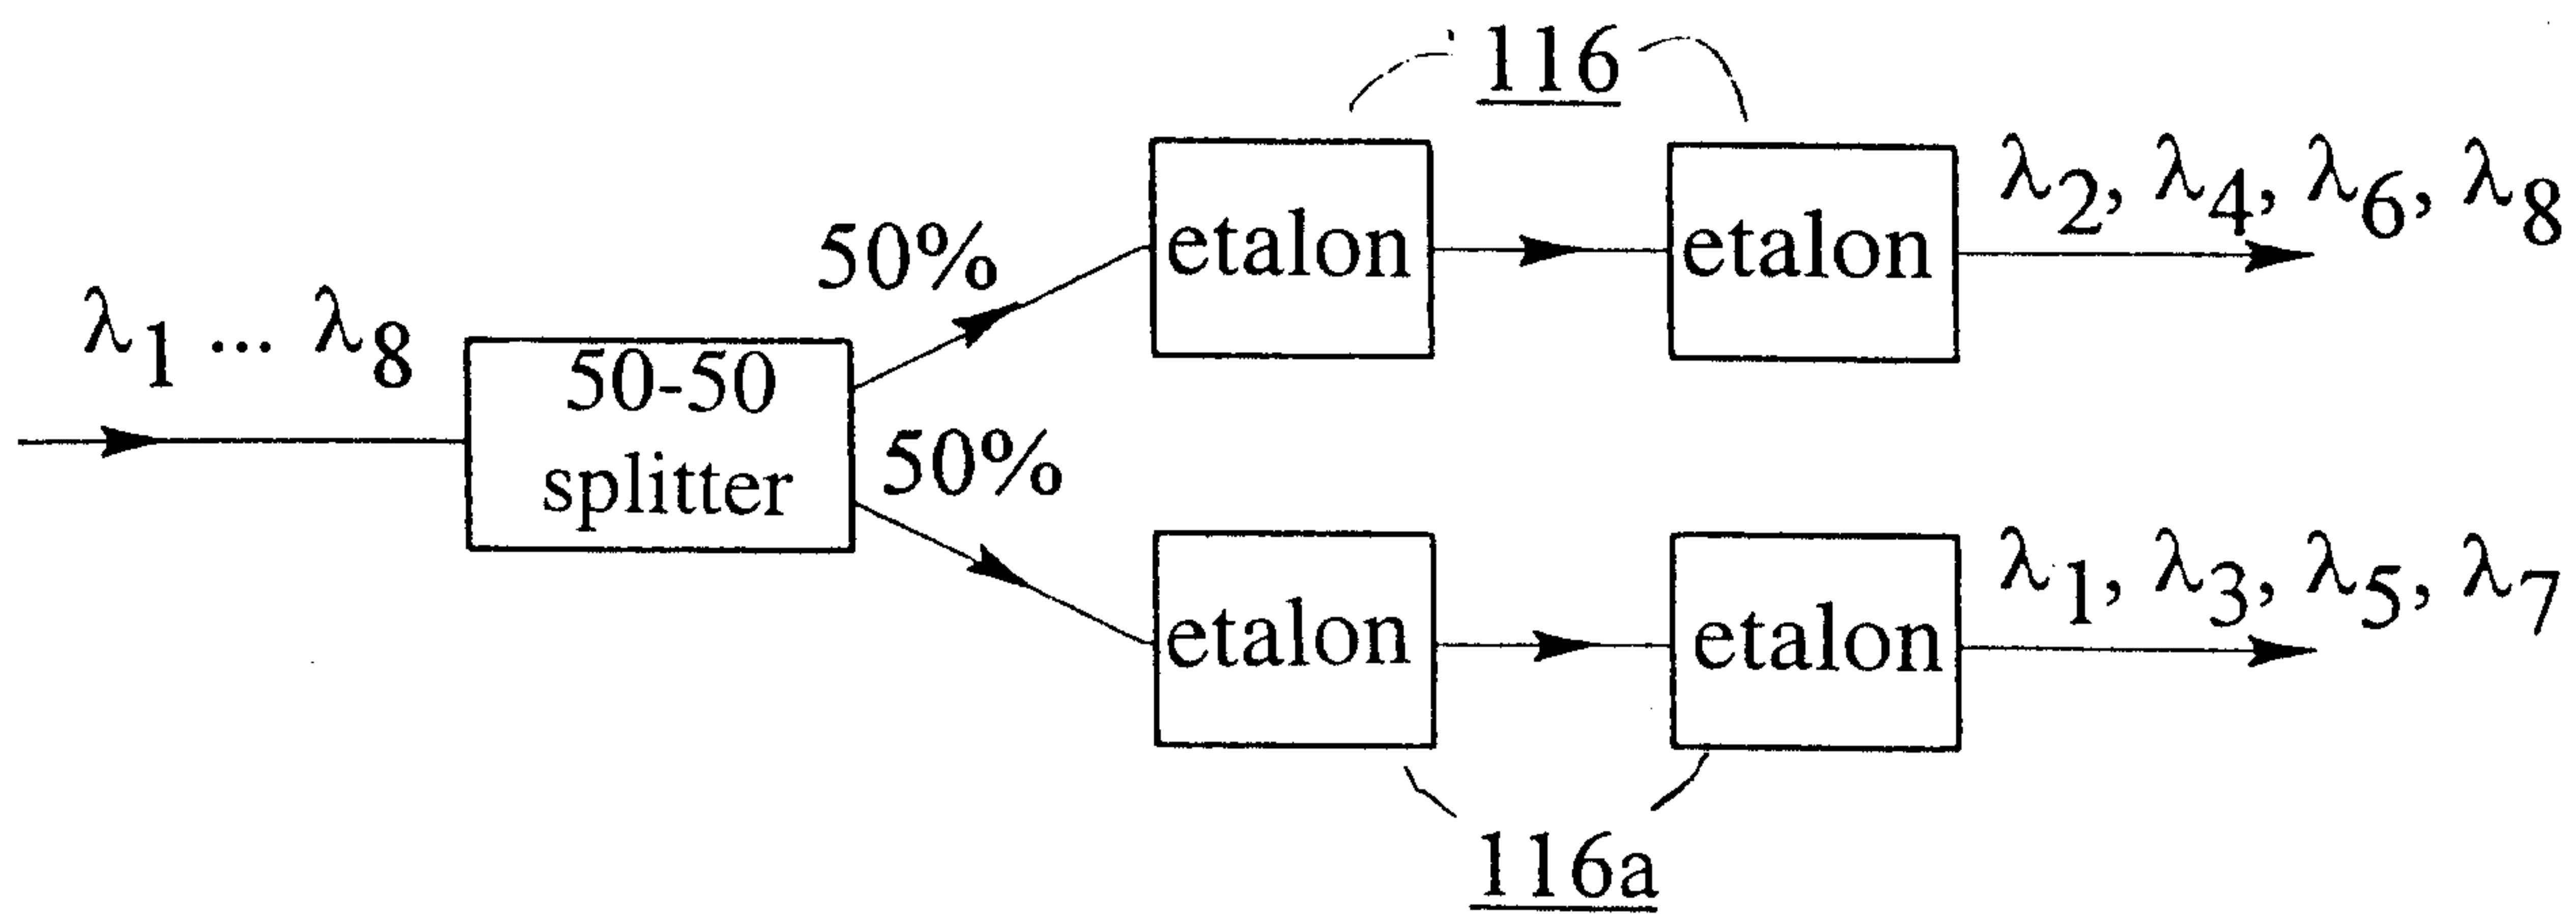 116
λ2, λ4, λ6, λ8
etalon
etalon
50%
λ1 ... λ8
50-50
splitter
50%
λ1, λ3, λ5, λ7
etalon
etalon
116a